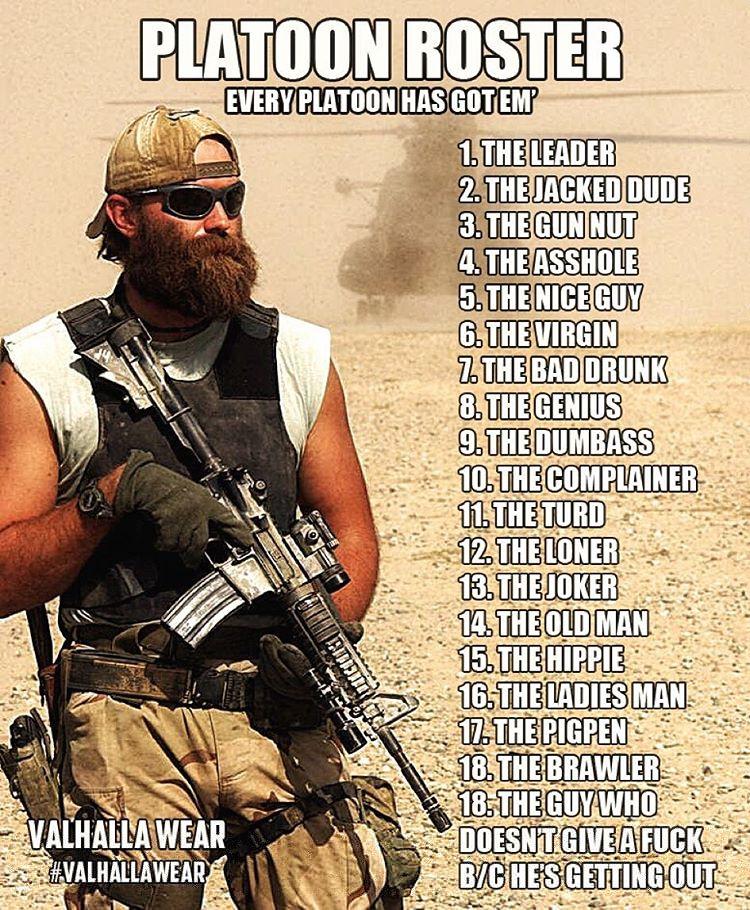 PLATOON ROSTER
EVERY PLATOON HAS GOT EM'
1. THE LEADER
2. THE JACKED DUDE
3. THE GUN NUT
4. THE ASSHOLE
5. THE NICE GUY
6. THE VIRGIN
7. THE BAD DRUNK
8. THE GENIUS
9. THE DUMBASS
10. THE COMPLAINER
11. THE TURD
12. THE LONER
13. THE JOKER
14. THE OLD MAN
15. THE HIPPIE
16. THE LADIES MAN
17. THE PIGPEN
18. THE BRAWLER
18. THE GUY WHO
DOESN'T GIVE A FUCK
B/C HE'S GETTING OUT
VALHALLA WEAR
#VALHALLAWEAR